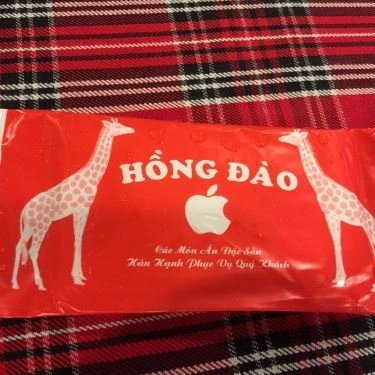 HỒNG ĐÀO
Các Món Ăn Đặc Sản
Hân Hạnh Phục Vụ Quý Khách